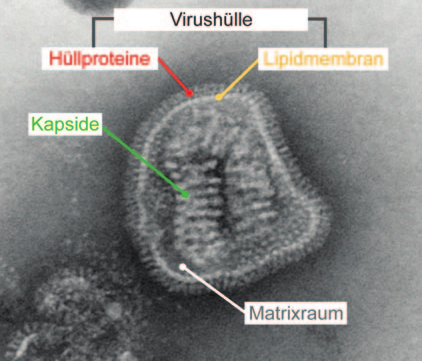 Virushülle
Hüllproteine
Lipidmembran
Kapside
Matrixraum